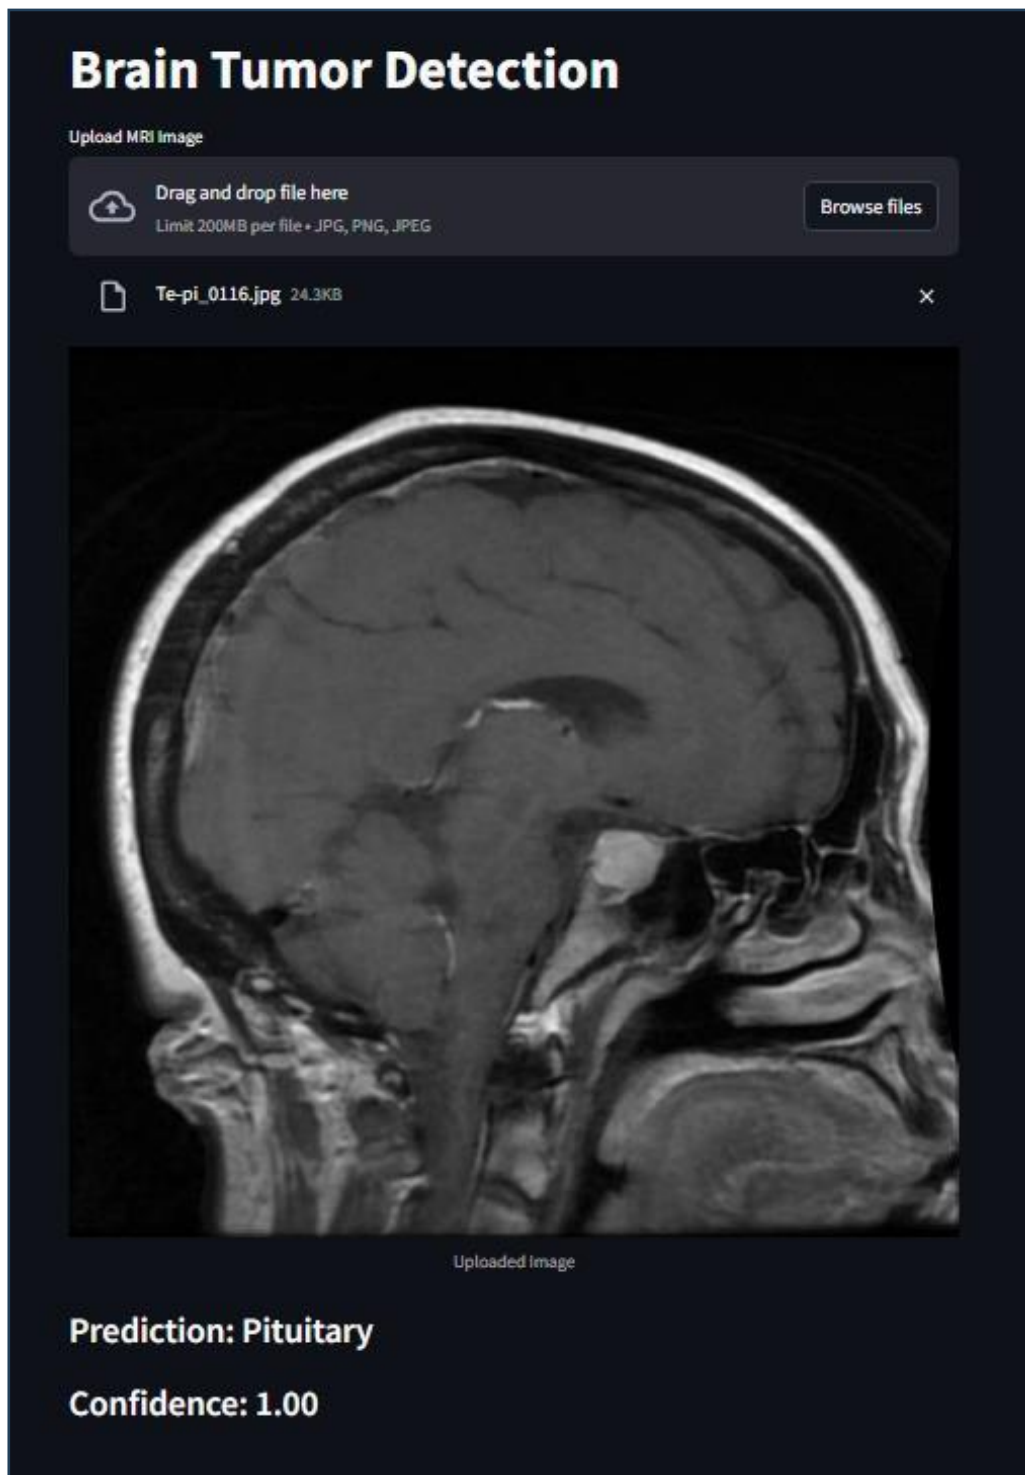 Brain Tumor Detection
Upload MRI Image
Drag and drop file here
Browse files
Limit 200MB per file • JPG, PNG, JPEG
Te-pi_0116.jpg 24.3KB
Uploaded Image
Prediction: Pituitary
Confidence: 1.00